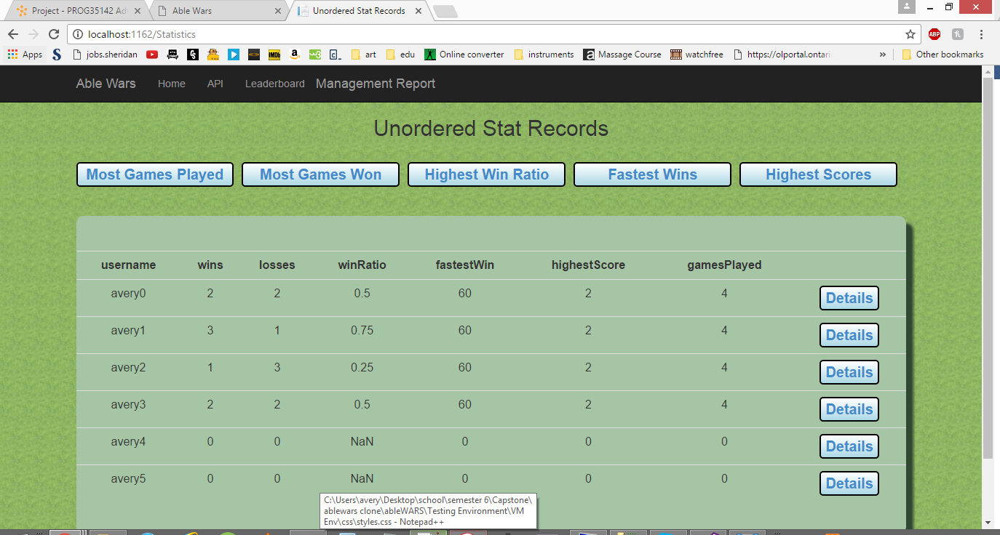 Project - PROG35142 Ad
Able Wars
Unordered Stat Records
localhost:1162/Statistics
ABP
Apps
S
jobs.sheridan
IMDb
a
w3
C_
art
edu
Online converter
instruments
a
Massage Course
watchfree
https://olportal.ontari
»
Other bookmarks
Able Wars
Home
API
Leaderboard
Management Report
Unordered Stat Records
Most Games Played
Most Games Won
Highest Win Ratio
Fastest Wins
Highest Scores
username wins losses winRatio fastestWin highestScore gamesPlayed
avery0 2 2 0.5 60 2 4 Details
avery1 3 1 0.75 60 2 4 Details
avery2 1 3 0.25 60 2 4 Details
avery3 2 2 0.5 60 2 4 Details
avery4 0 0 NaN 0 0 0 Details
avery5 0 0 NaN 0 0 0 Details
C:\Users\avery\Desktop\school\semester 6\Capstone\
ablewars clone\ableWARS\Testing Environment\VM
Env\css\styles.css - Notepad++